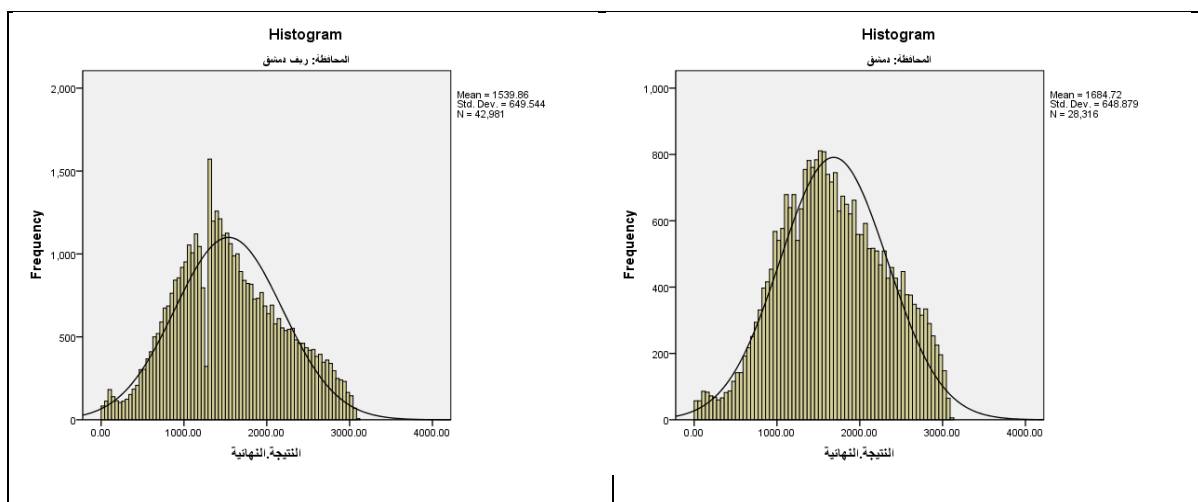 Histogram
المحافظة: ريف دمشق
Mean = 1539.86
Std. Dev. = 649.544
N = 42,981
2,000
1,500
1,000
500
0
Frequency
0.00 1000.00 2000.00 3000.00 4000.00
النتيجة.النهائية
Histogram
المحافظة: دمشق
Mean = 1684.72
Std. Dev. = 648.879
N = 28,316
1,000
800
600
400
200
0
Frequency
0.00 1000.00 2000.00 3000.00 4000.00
النتيجة.النهائية